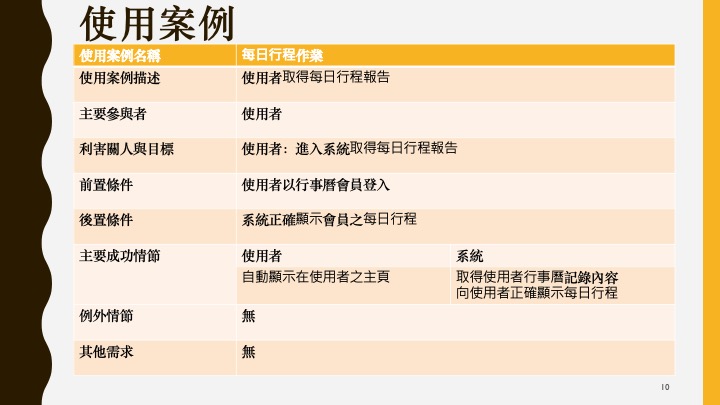 使用案例
使用案例名稱 每日行程作業
使用案例描述 使用者取得每日行程報告
主要參與者 使用者
利害關人與目標 使用者：進入系統取得每日行程報告
前置條件 使用者以行事曆會員登入
後置條件 系統正確顯示會員之每日行程
主要成功情節 使用者 系統
自動顯示在使用者之主頁 取得使用者行事曆記錄內容
向使用者正確顯示每日行程
例外情節 無
其他需求 無
10